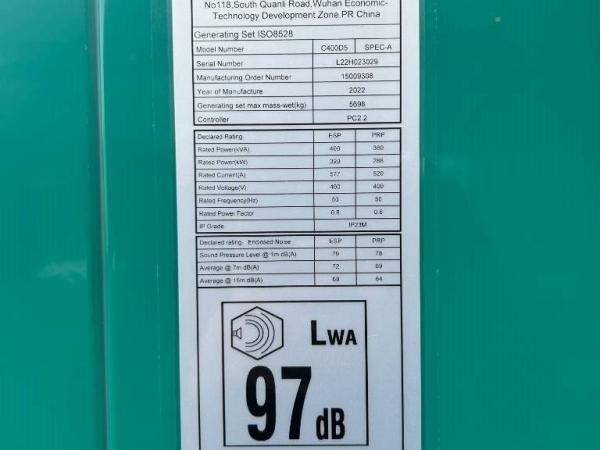 No118,South Quanli Road,Wuhan Economic-
Technology Development Zone.PR China
Generating Set ISO8528
Model Number C400D5 SPEC-A
Serial Number L22H023029
Manufacturing Order Number 15009308
Year of Manufacture 2022
Generating set max mass-wet(kg) 5698
Controller PC2.2
Declared Rating ESP PRP
Rated Power(kVA) 400 360
Rated Power(kW) 320 288
Rated Current(A) 577 520
Rated Voltage(V) 400 400
Rated Frequency(Hz) 50 50
Rated Power Factor 0.8 0.8
IP Grade IP23M
Declared rating- Enclosed Noise ESP PRP
Sound Pressure Level @ 1m dB(A) 79 78
Average @ 7m dB(A) 72 69
Average @ 15m dB(A) 68 64
LWA
97 dB